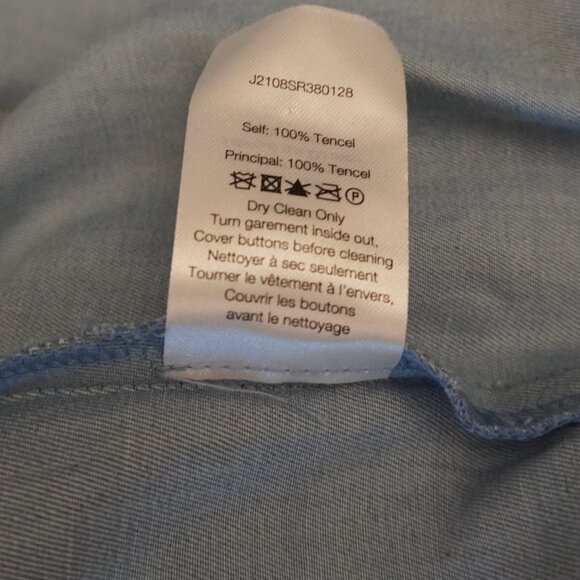 J2108SR380128
Self: 100% Tencel
Principal: 100% Tencel
P
Dry Clean Only
Turn garement inside out,
Cover buttons before cleaning
Nettoyer à sec seulement
Tourner le vêtement à l'envers,
Couvrir les boutons
avant le nettoyage